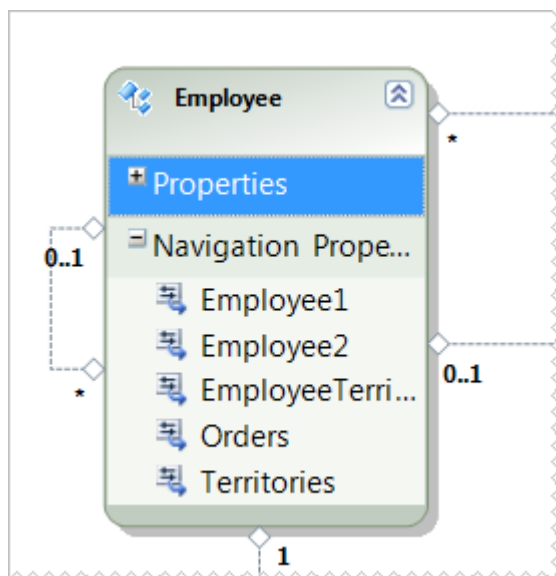 Employee
*
Properties
0..1
Navigation Prope...
Employee1
Employee2
0..1
*
EmployeeTerri...
Orders
Territories
1